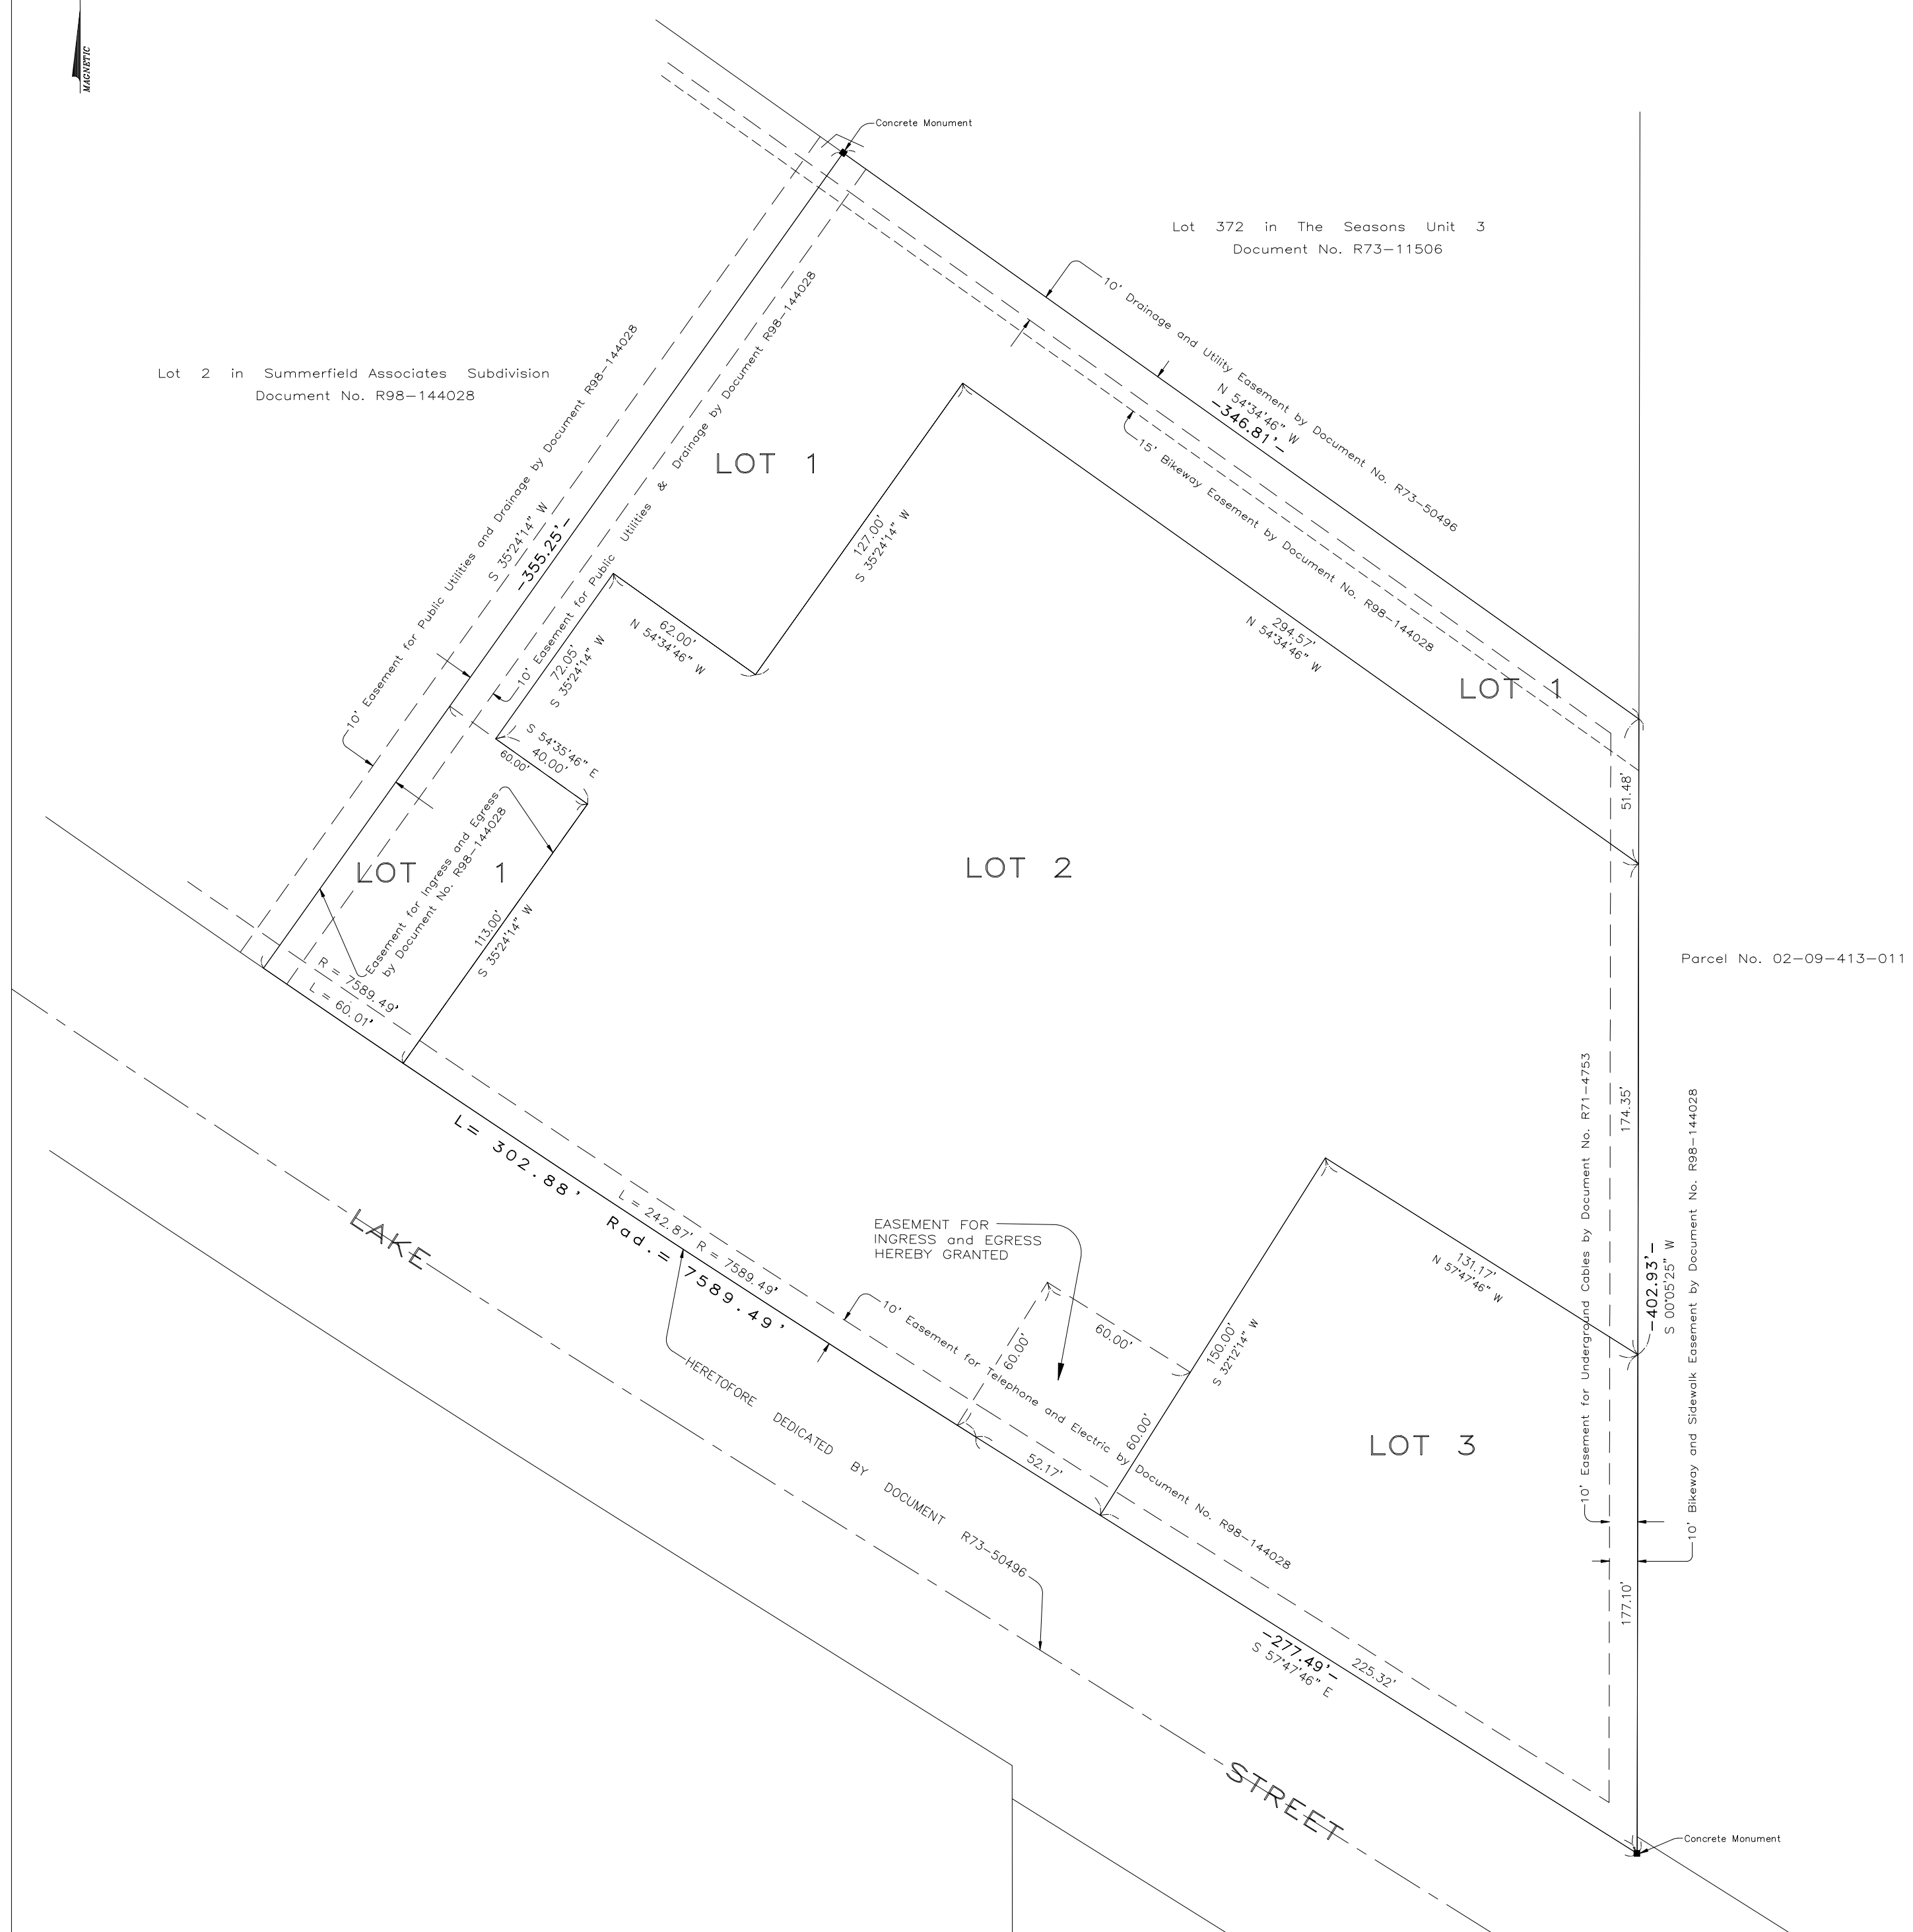 MAGNETIC
Concrete Monument
Lot 372 in The Seasons Unit 3
Document No. R73-11506
10' Drainage and Utility Easement by Document No. R73-50496
N 54°34'46" W
-346.81'-
15' Bikeway Easement by Document No. R98-144028
Lot 2 in Summerfield Associates Subdivision
Document No. R98-144028
10' Easement for Public Utilities and Drainage by Document R98-144028
S 35°24'14" W
-355.25'-
10' Easement for Public Utilities & Drainage by Document R98-144028
LOT 1
127.00'
S 35°24'14" W
62.00'
N 54°34'46" W
72.05'
S 35°24'14" W
294.57'
N 54°34'46" W
LOT 1
S 54°35'46" E
40.00'
60.00'
51.48'
Easement for Ingress and Egress
by Document No. R98-144028
LOT 1
113.00'
S 35°24'14" W
LOT 2
Parcel No. 02-09-413-011
R = 7589.49'
L = 60.01'
L= 302.88' Rad.= 7589.49'
L = 242.87' R = 7589.49'
174.35'
10' Easement for Underground Cables by Document No. R71-4753
10' Bikeway and Sidewalk Easement by Document No. R98-144028
-402.93'-
S 00°05'25" W
LAKE
EASEMENT FOR
INGRESS and EGRESS
HEREBY GRANTED
131.17'
N 57°47'46" W
60.00'
60.00'
150.00'
S 32°12'14" W
60.00'
10' Easement for Telephone and Electric by Document No. R98-144028
HERETOFORE DEDICATED BY DOCUMENT R73-50496
52.17'
LOT 3
177.10'
-277.49'-
S 57°47'46" E
225.32'
STREET
Concrete Monument